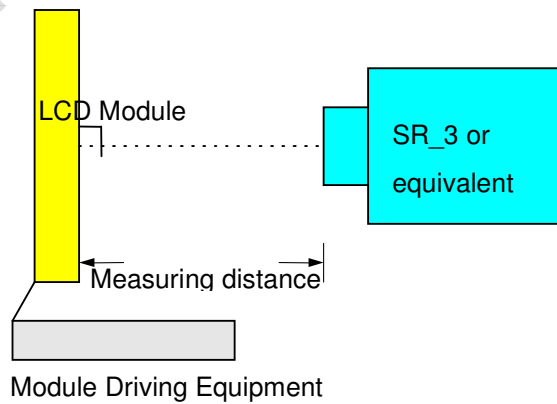 LCD Module
SR_3 or
equivalent
Measuring distance
Module Driving Equipment